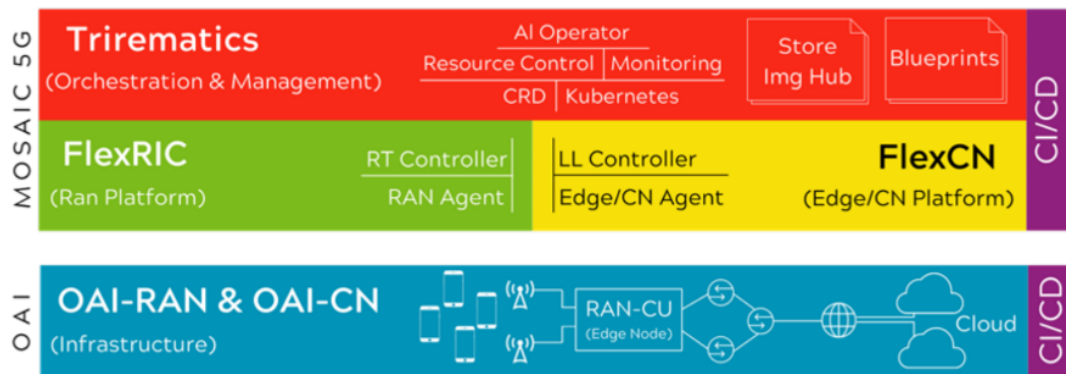 MOSAIC 5G
Trirematics
(Orchestration & Management)
AI Operator
Resource Control Monitoring
CRD Kubernetes
Store
Img Hub
Blueprints
CI/CD
FlexRIC
(Ran Platform)
RT Controller
RAN Agent
LL Controller
Edge/CN Agent
FlexCN
(Edge/CN Platform)
OAI
OAI-RAN & OAI-CN
(Infrastructure)
RAN-CU
(Edge Node)
Cloud
CI/CD